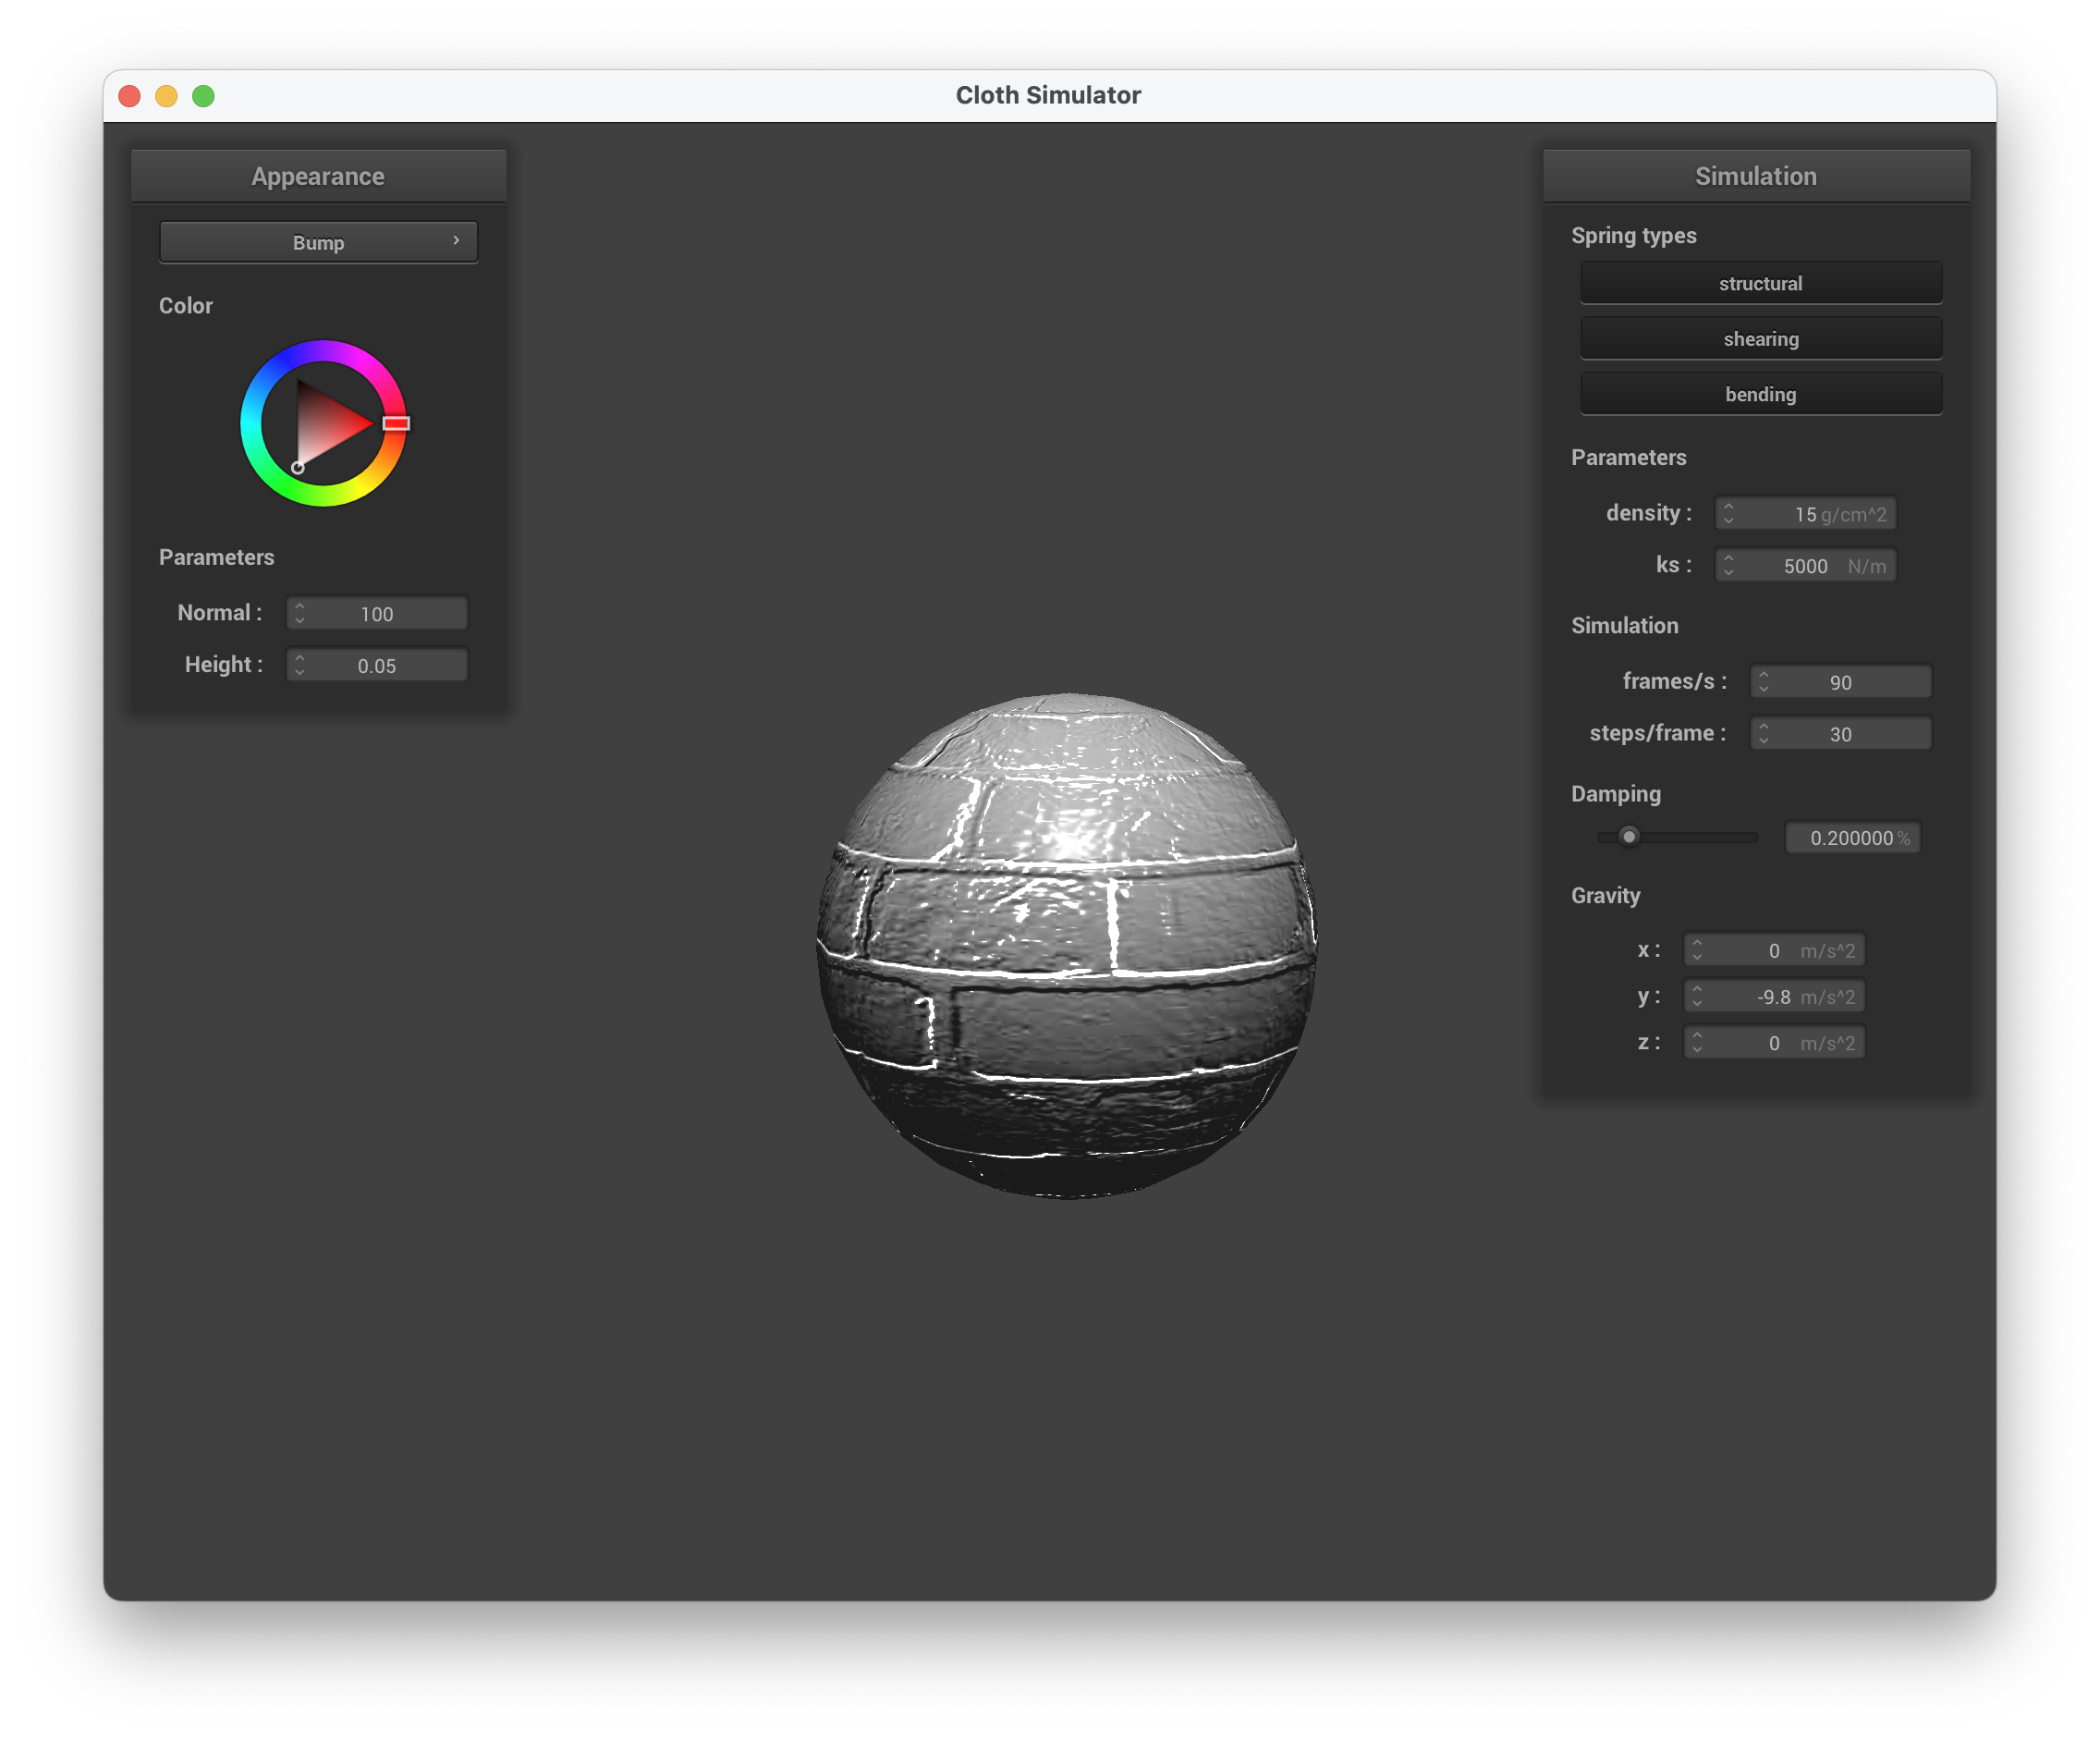 Cloth Simulator
Appearance
Bump
Color
Parameters
Normal : 100
Height : 0.05
Simulation
Spring types
structural
shearing
bending
Parameters
density : 15 g/cm^2
ks : 5000 N/m
Simulation
frames/s : 90
steps/frame : 30
Damping
0.200000 %
Gravity
x : 0 m/s^2
y : -9.8 m/s^2
z : 0 m/s^2